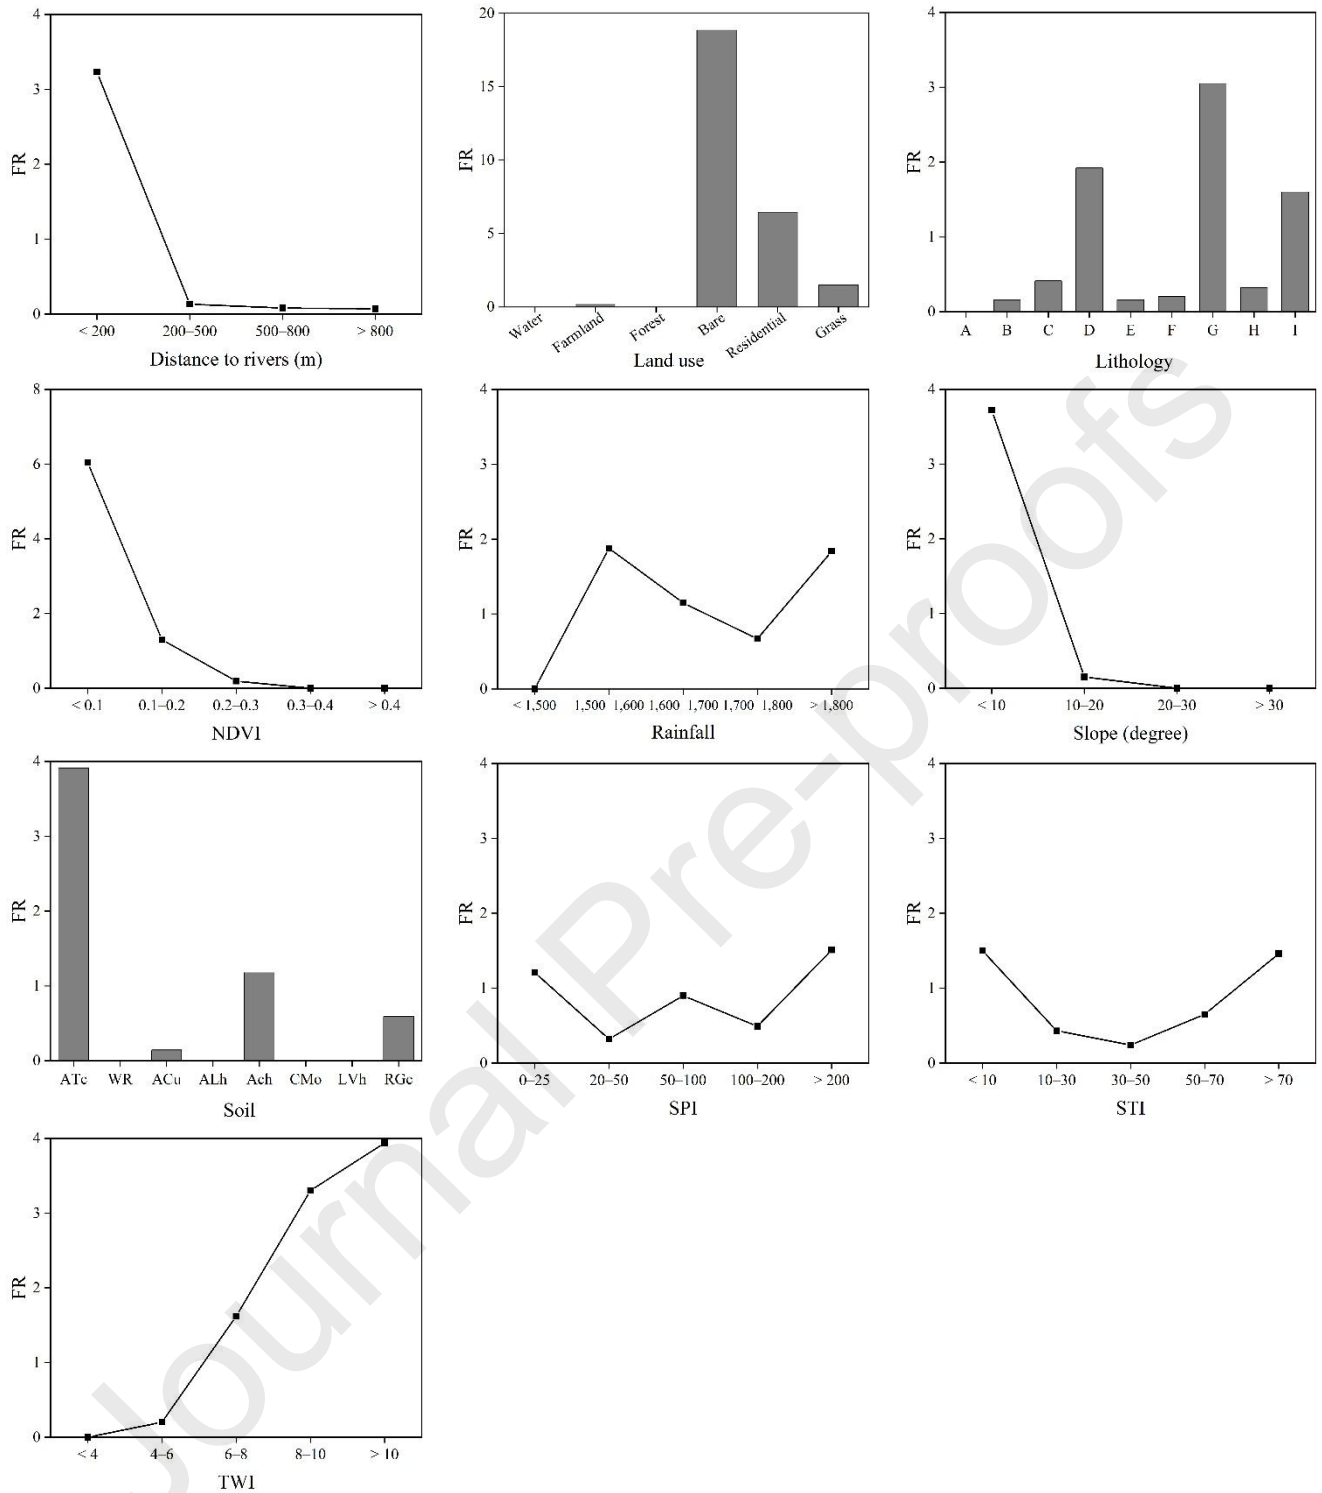 4
3
2
1
0
FR
< 200 200–500 500–800 > 800
Distance to rivers (m)
20
15
10
5
0
FR
Water Farmland Forest Bare Residential Grass
Land use
4
3
2
1
0
FR
A B C D E F G H I
Lithology
8
6
4
2
0
FR
< 0.1 0.1–0.2 0.2–0.3 0.3–0.4 > 0.4
NDVI
4
3
2
1
0
FR
< 1,500 1,500 1,600 1,600 1,700 1,700 1,800 > 1,800
Rainfall
4
3
2
1
0
FR
< 10 10–20 20–30 > 30
Slope (degree)
4
3
2
1
0
FR
ATc WR ACu ALh Ach CMo LVh RGc
Soil
4
3
2
1
0
FR
0–25 20–50 50–100 100–200 > 200
SPI
4
3
2
1
0
FR
< 10 10–30 30–50 50–70 > 70
STI
4
3
2
1
0
FR
< 4 4–6 6–8 8–10 > 10
TWI
Journal Pre-proofs